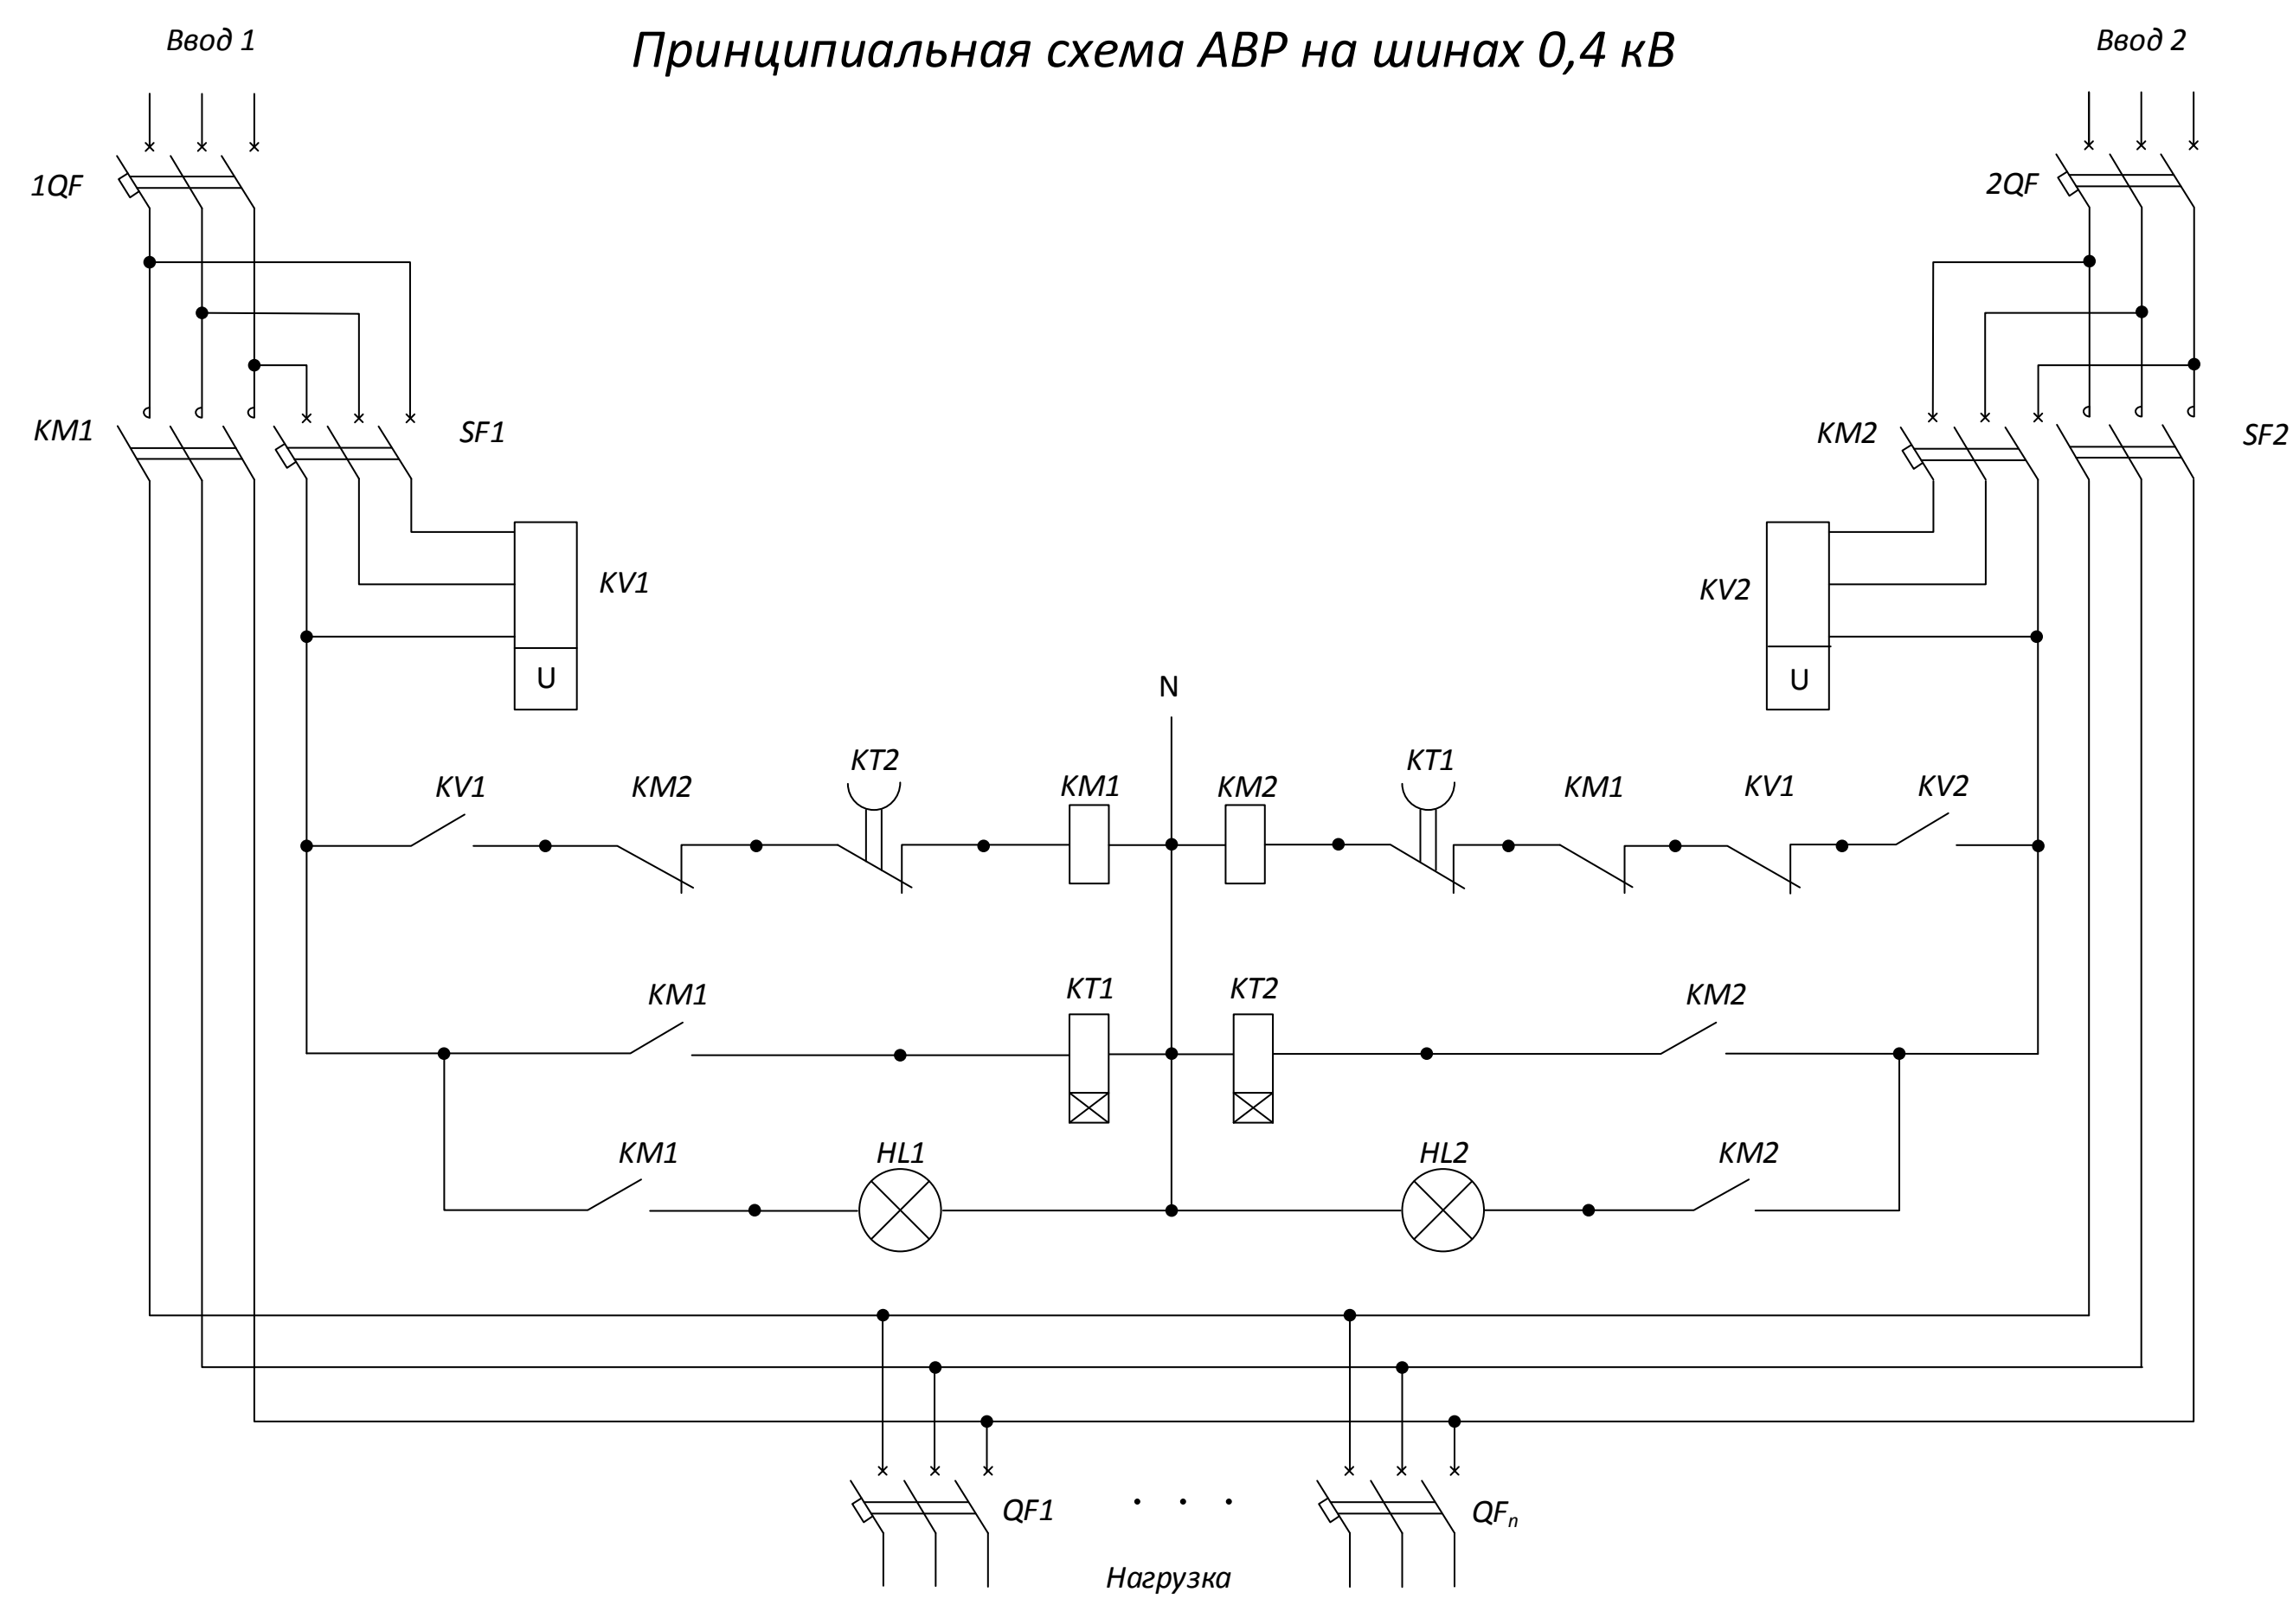 Ввод 1
Принципиальная схема АВР на шинах 0,4 кВ
Ввод 2
1QF
2QF
KM1
SF1
KM2
SF2
KV1
KV2
U
U
N
KV1
KM2
KT2
KM1
KM2
KT1
KM1
KV1
KV2
KM1
KT1
KT2
KM2
KM1
HL1
HL2
KM2
QF1
. . .
QFn
Нагрузка